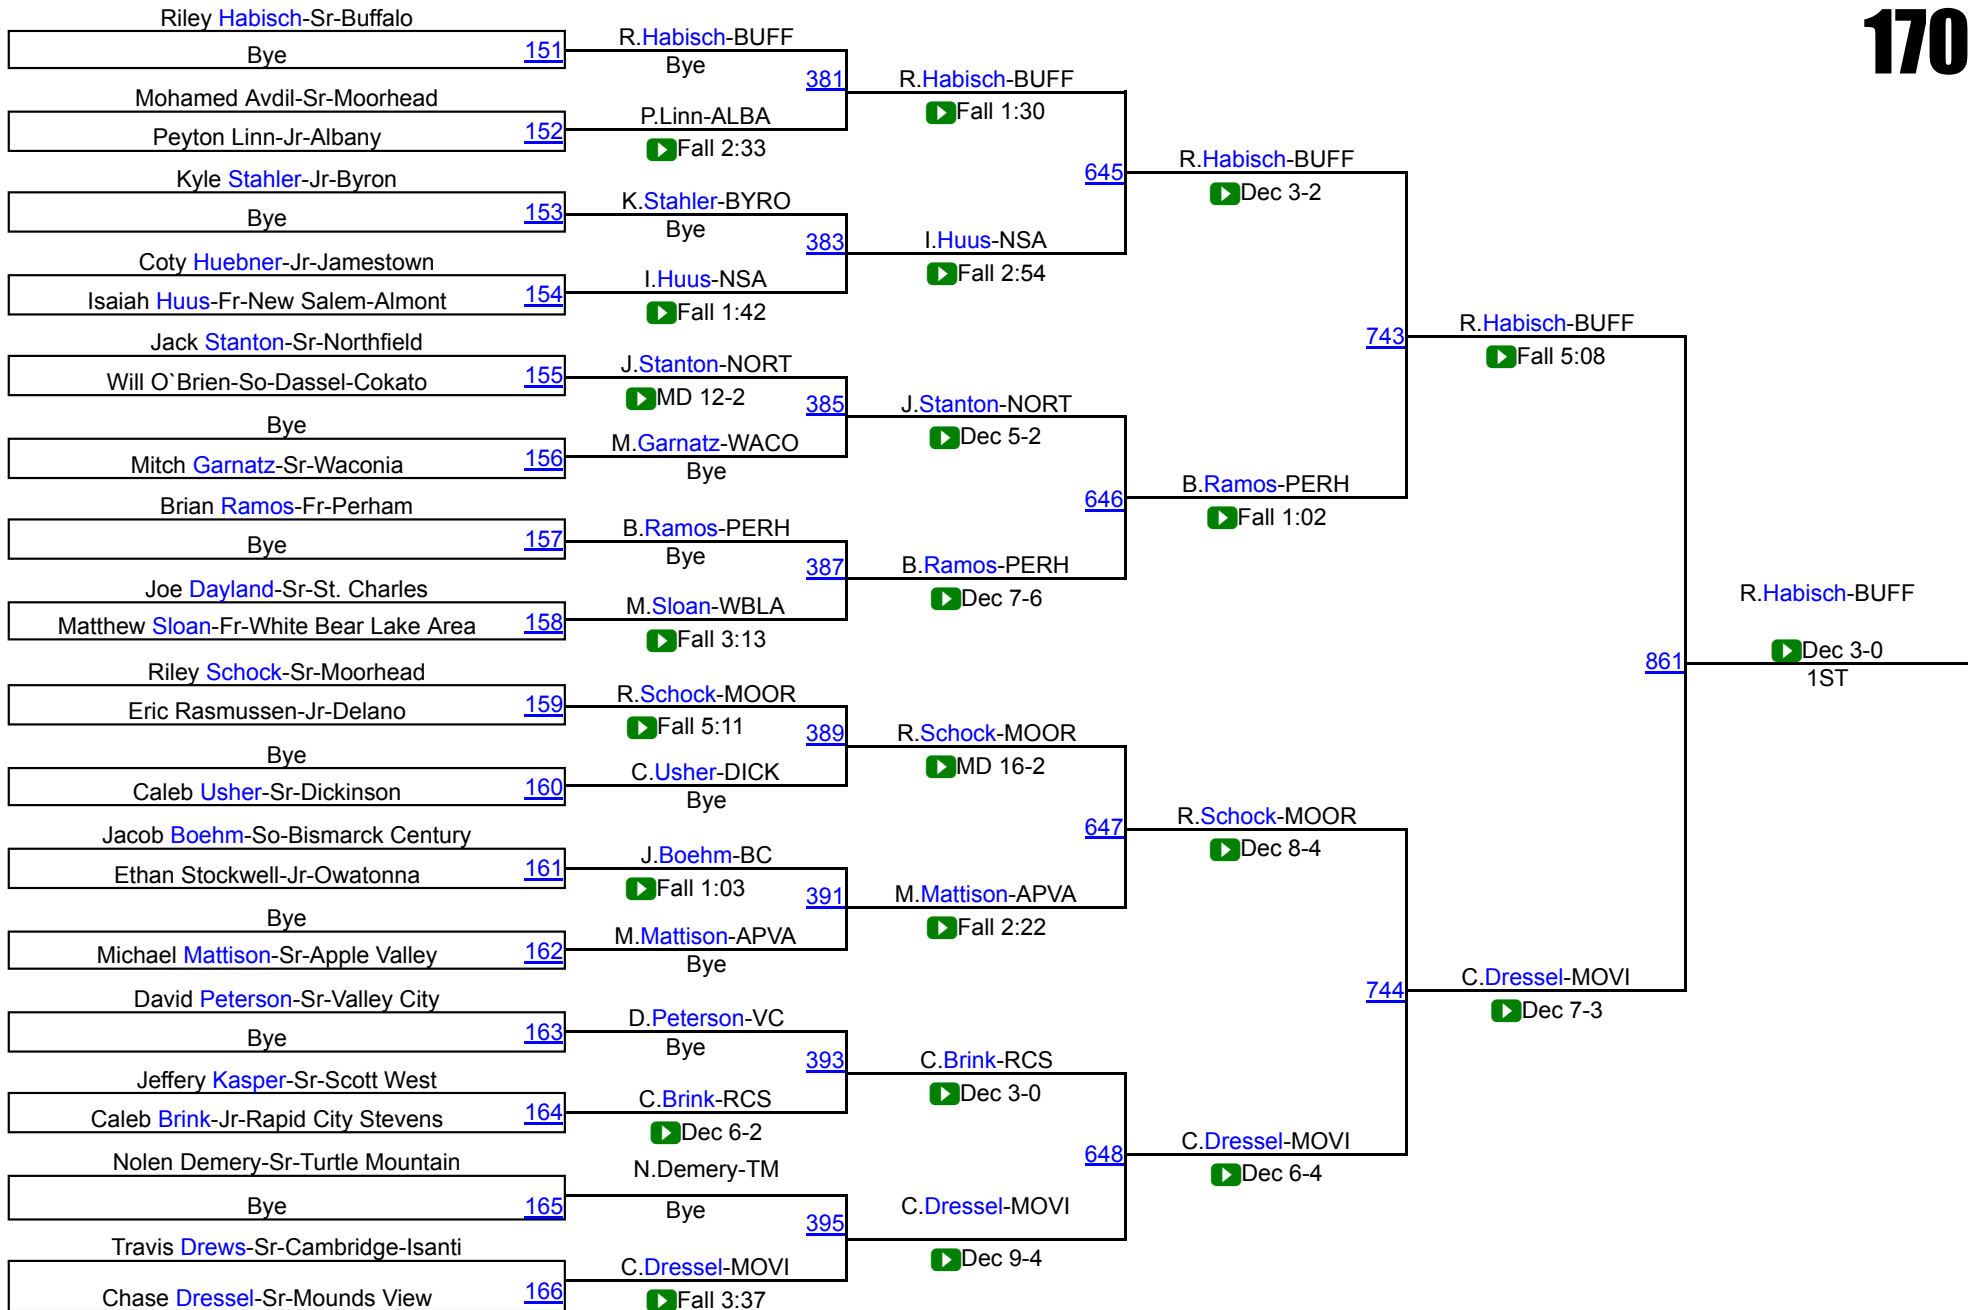 170
Riley Habisch-Sr-Buffalo
Bye
151
Mohamed Avdil-Sr-Moorhead
Peyton Linn-Jr-Albany
152
Kyle Stahler-Jr-Byron
Bye
153
Coty Huebner-Jr-Jamestown
Isaiah Huus-Fr-New Salem-Almont
154
Jack Stanton-Sr-Northfield
Will O`Brien-So-Dassel-Cokato
155
Bye
Mitch Garnatz-Sr-Waconia
156
Brian Ramos-Fr-Perham
Bye
157
Joe Dayland-Sr-St. Charles
Matthew Sloan-Fr-White Bear Lake Area
158
Riley Schock-Sr-Moorhead
Eric Rasmussen-Jr-Delano
159
Bye
Caleb Usher-Sr-Dickinson
160
Jacob Boehm-So-Bismarck Century
Ethan Stockwell-Jr-Owatonna
161
Bye
Michael Mattison-Sr-Apple Valley
162
David Peterson-Sr-Valley City
Bye
163
Jeffery Kasper-Sr-Scott West
Caleb Brink-Jr-Rapid City Stevens
164
Nolen Demery-Sr-Turtle Mountain
Bye
165
Travis Drews-Sr-Cambridge-Isanti
Chase Dressel-Sr-Mounds View
166
R.Habisch-BUFF
Bye
381
P.Linn-ALBA
Fall 2:33
K.Stahler-BYRO
Bye
383
I.Huus-NSA
Fall 1:42
J.Stanton-NORT
MD 12-2
385
M.Garnatz-WACO
Bye
B.Ramos-PERH
Bye
387
M.Sloan-WBLA
Fall 3:13
R.Schock-MOOR
Fall 5:11
389
C.Usher-DICK
Bye
J.Boehm-BC
Fall 1:03
391
M.Mattison-APVA
Bye
D.Peterson-VC
Bye
393
C.Brink-RCS
Dec 6-2
N.Demery-TM
Bye
395
C.Dressel-MOVI
Fall 3:37
R.Habisch-BUFF
Fall 1:30
645
I.Huus-NSA
Fall 2:54
J.Stanton-NORT
Dec 5-2
646
B.Ramos-PERH
Dec 7-6
R.Schock-MOOR
MD 16-2
647
M.Mattison-APVA
Fall 2:22
C.Brink-RCS
Dec 3-0
648
C.Dressel-MOVI
Dec 9-4
R.Habisch-BUFF
Dec 3-2
743
B.Ramos-PERH
Fall 1:02
R.Schock-MOOR
Dec 8-4
744
C.Dressel-MOVI
Dec 6-4
R.Habisch-BUFF
Fall 5:08
861
C.Dressel-MOVI
Dec 7-3
R.Habisch-BUFF
Dec 3-0
1ST